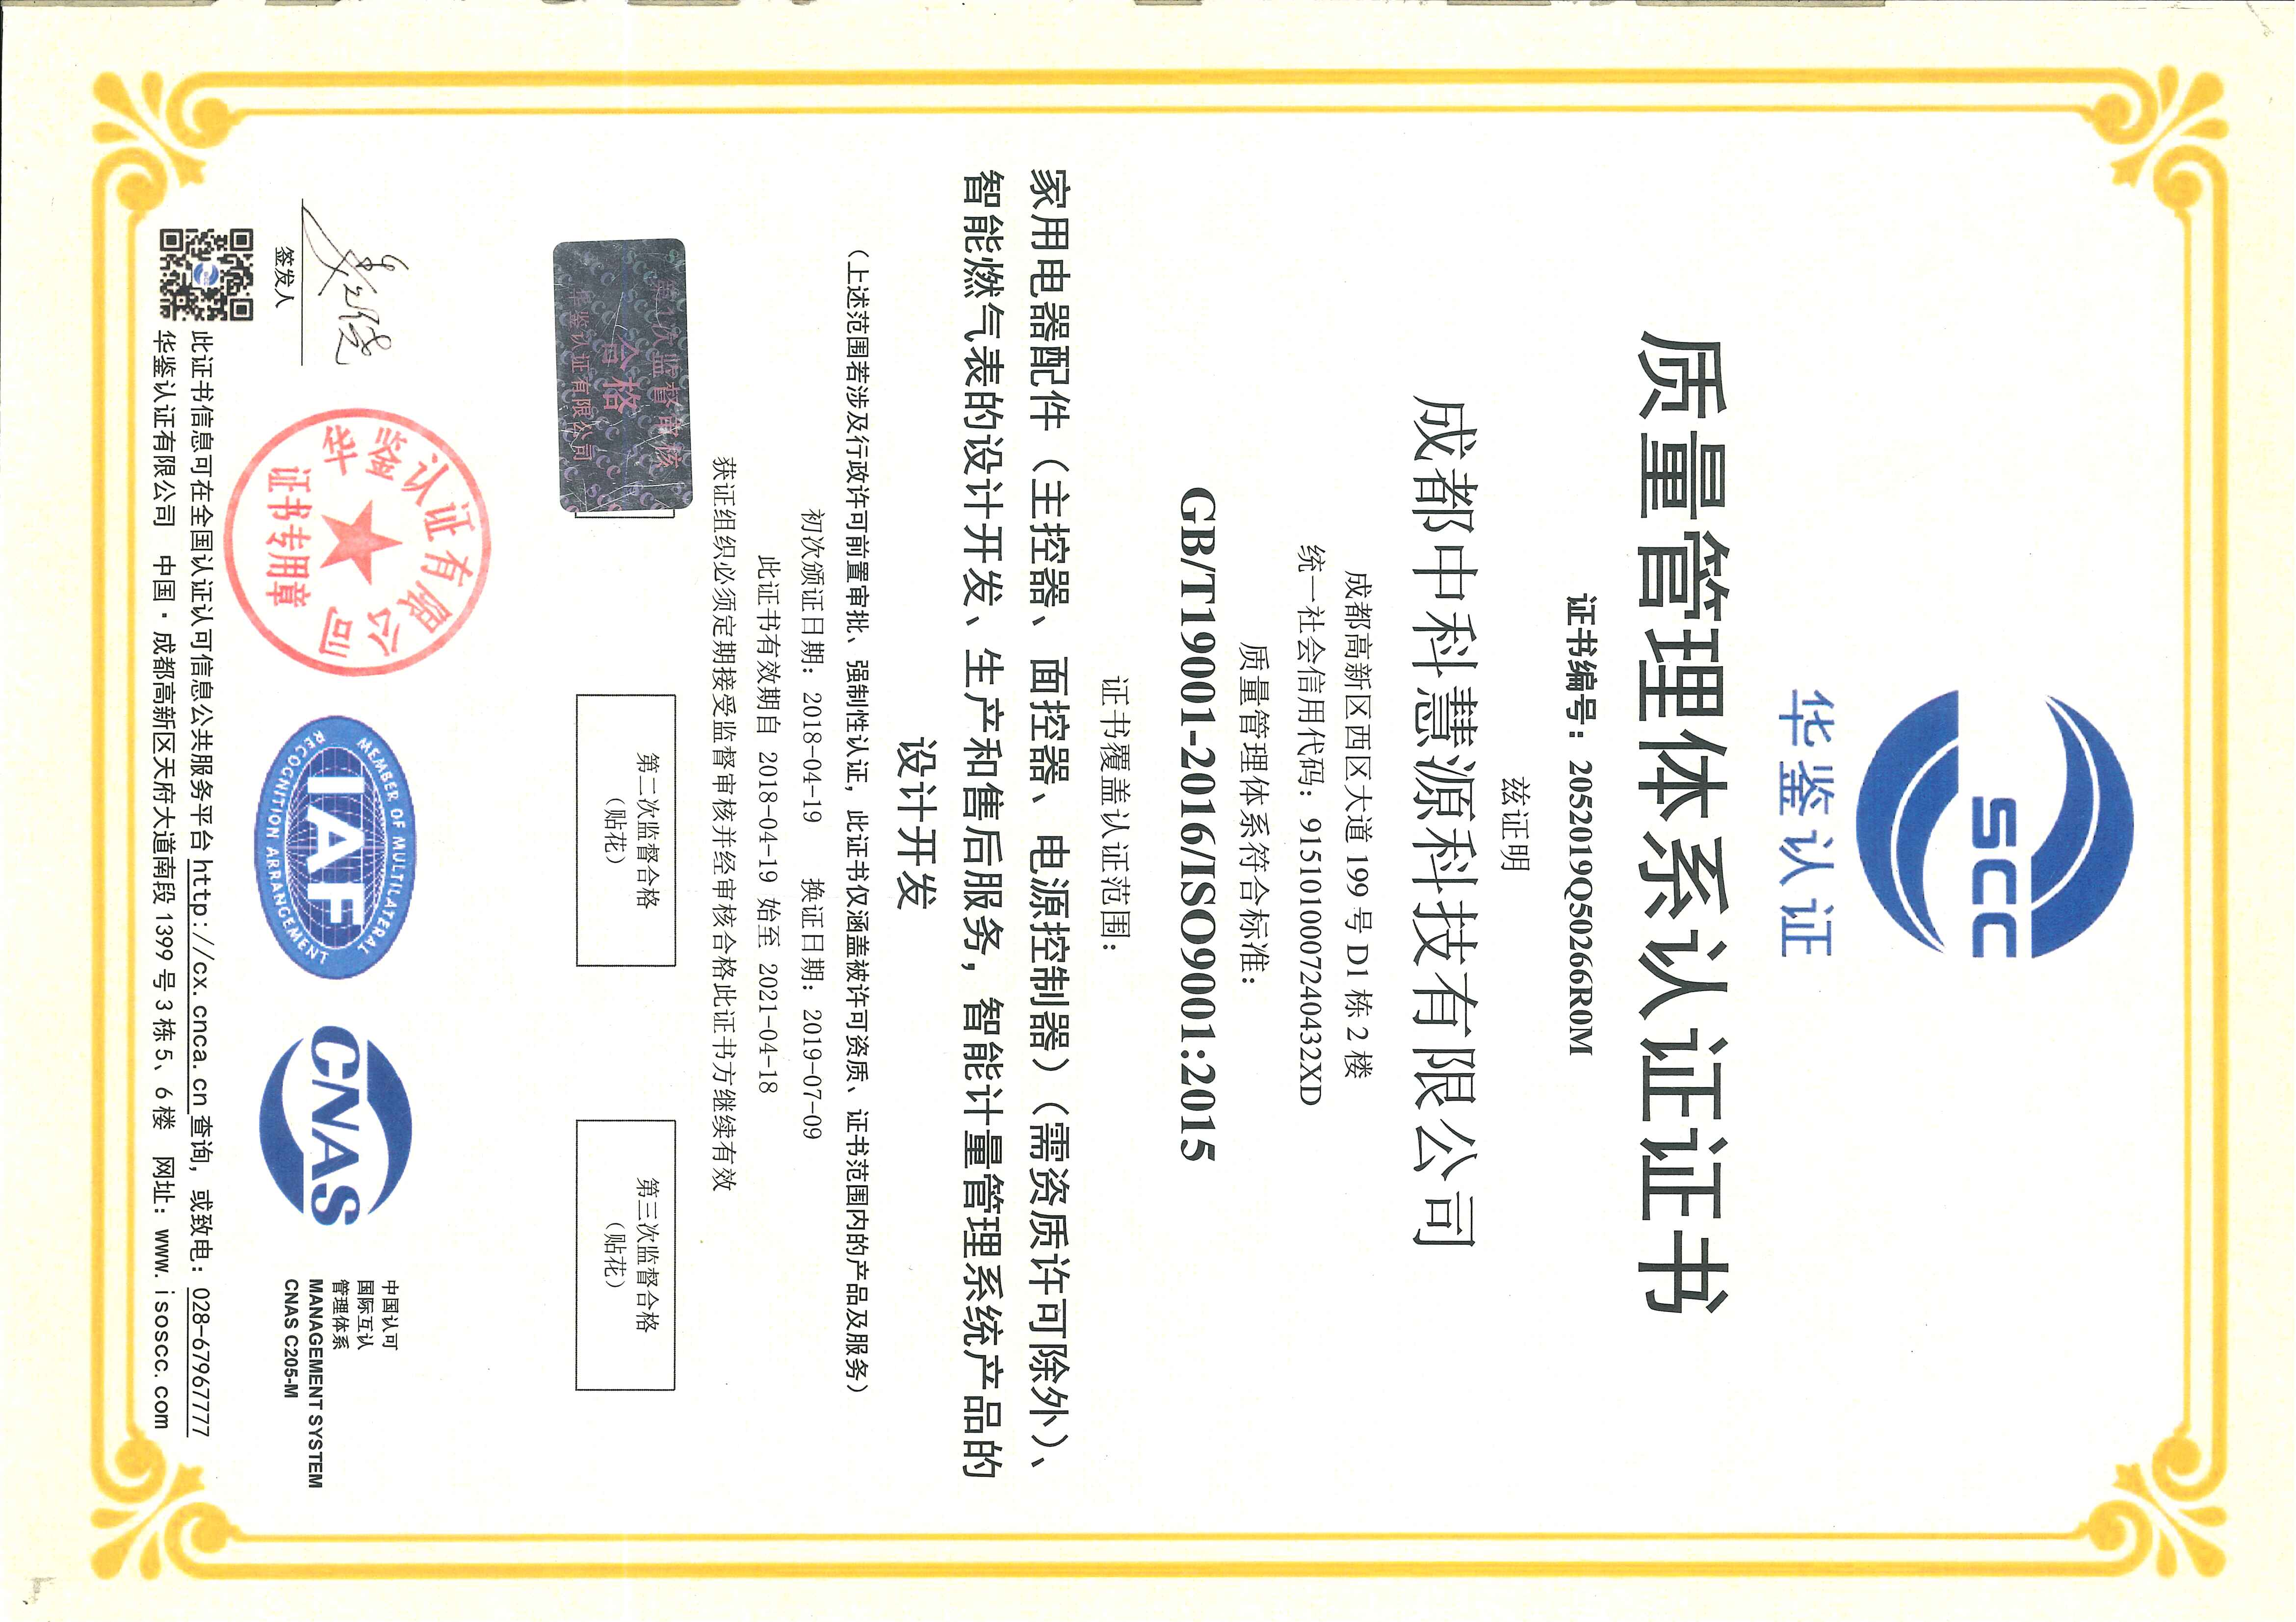 SCC
华鉴认证
质量管理体系认证证书
证书编号：2052019Q50266R0M
兹证明
成都中科慧源科技有限公司
成都高新区西区大道 199 号 D1 栋 2 楼
统一社会信用代码：9151010007240432XD
质量管理体系符合标准：
GB/T19001-2016/ISO9001:2015
证书覆盖认证范围：
家用电器配件（主控器、面控器、电源控制器）（需资质许可除外）、
智能燃气表的设计开发、生产和售后服务，智能计量管理系统产品的
设计开发
（上述范围若涉及行政许可前置审批、强制性认证，此证书仅涵盖被许可资质、证书范围内的产品及服务）
初次颁证日期：2018-04-19 换证日期：2019-07-09
此证书有效期自 2018-04-19 始至 2021-04-18
获证组织必须定期接受监督审核并经审核合格此证书方继续有效
第1次监督审核
合格
华鉴认证有限公司
第二次监督合格
（贴花）
第三次监督合格
（贴花）
签发人
华鉴认证有限公司
证书专用章
MEMBER OF MULTILATERAL
IAF
RECOGNITION ARRANGEMENT
CNAS
中国认可
国际互认
管理体系
MANAGEMENT SYSTEM
CNAS C205-M
此证书信息可在全国认证认可信息公共服务平台 http://cx.cnca.cn 查询，或致电：028-67967777
华鉴认证有限公司 中国·成都高新区天府大道南段 1399 号 3 栋 5、6 楼 网址：www.isoscc.com